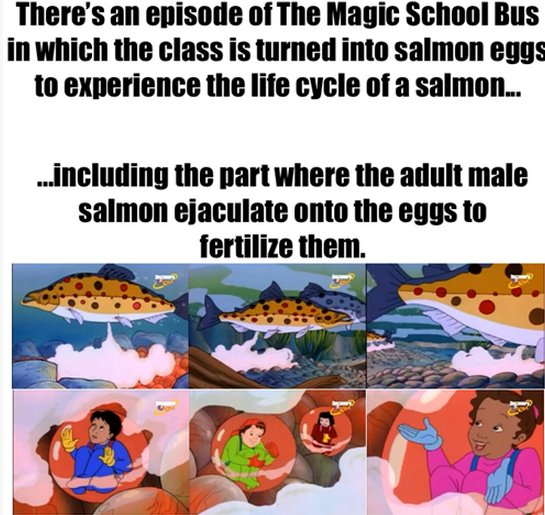 There's an episode of The Magic School Bus
in which the class is turned into salmon eggs
to experience the life cycle of a salmon...
...including the part where the adult male
salmon ejaculate onto the eggs to
fertilize them.